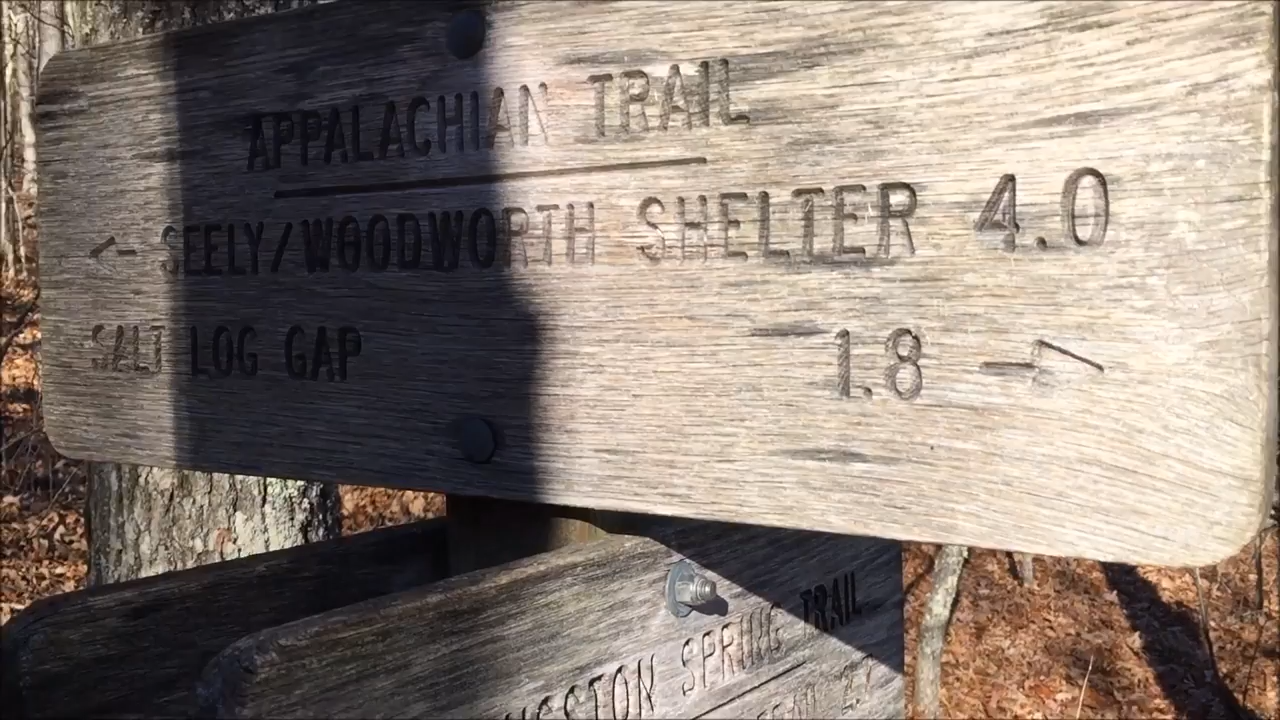 APPALACHIAN TRAIL
<- SEELY/WOODWORTH SHELTER 4.0
SALT LOG GAP 1.8 ->
SPRING TRAIL